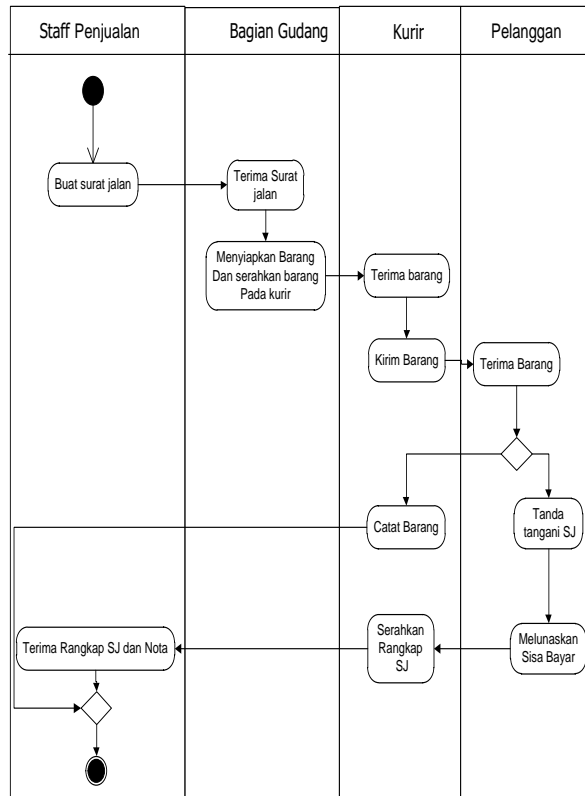 Staff Penjualan
Bagian Gudang
Kurir
Pelanggan
Buat surat jalan
Terima Surat
jalan
Menyiapkan Barang
Dan serahkan barang
Pada kurir
Terima barang
Kirim Barang
Terima Barang
Catat Barang
Tanda
tangani SJ
Terima Rangkap SJ dan Nota
Serahkan
Rangkap
SJ
Melunaskan
Sisa Bayar